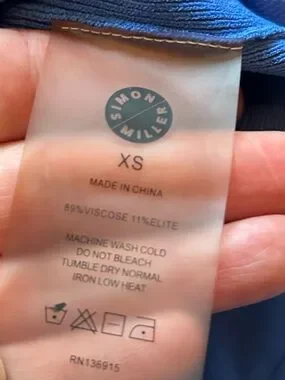 SIMON
MILLER
XS
MADE IN CHINA
89%VISCOSE 11%ELITE
MACHINE WASH COLD
DO NOT BLEACH
TUMBLE DRY NORMAL
IRON LOW HEAT
RN136915